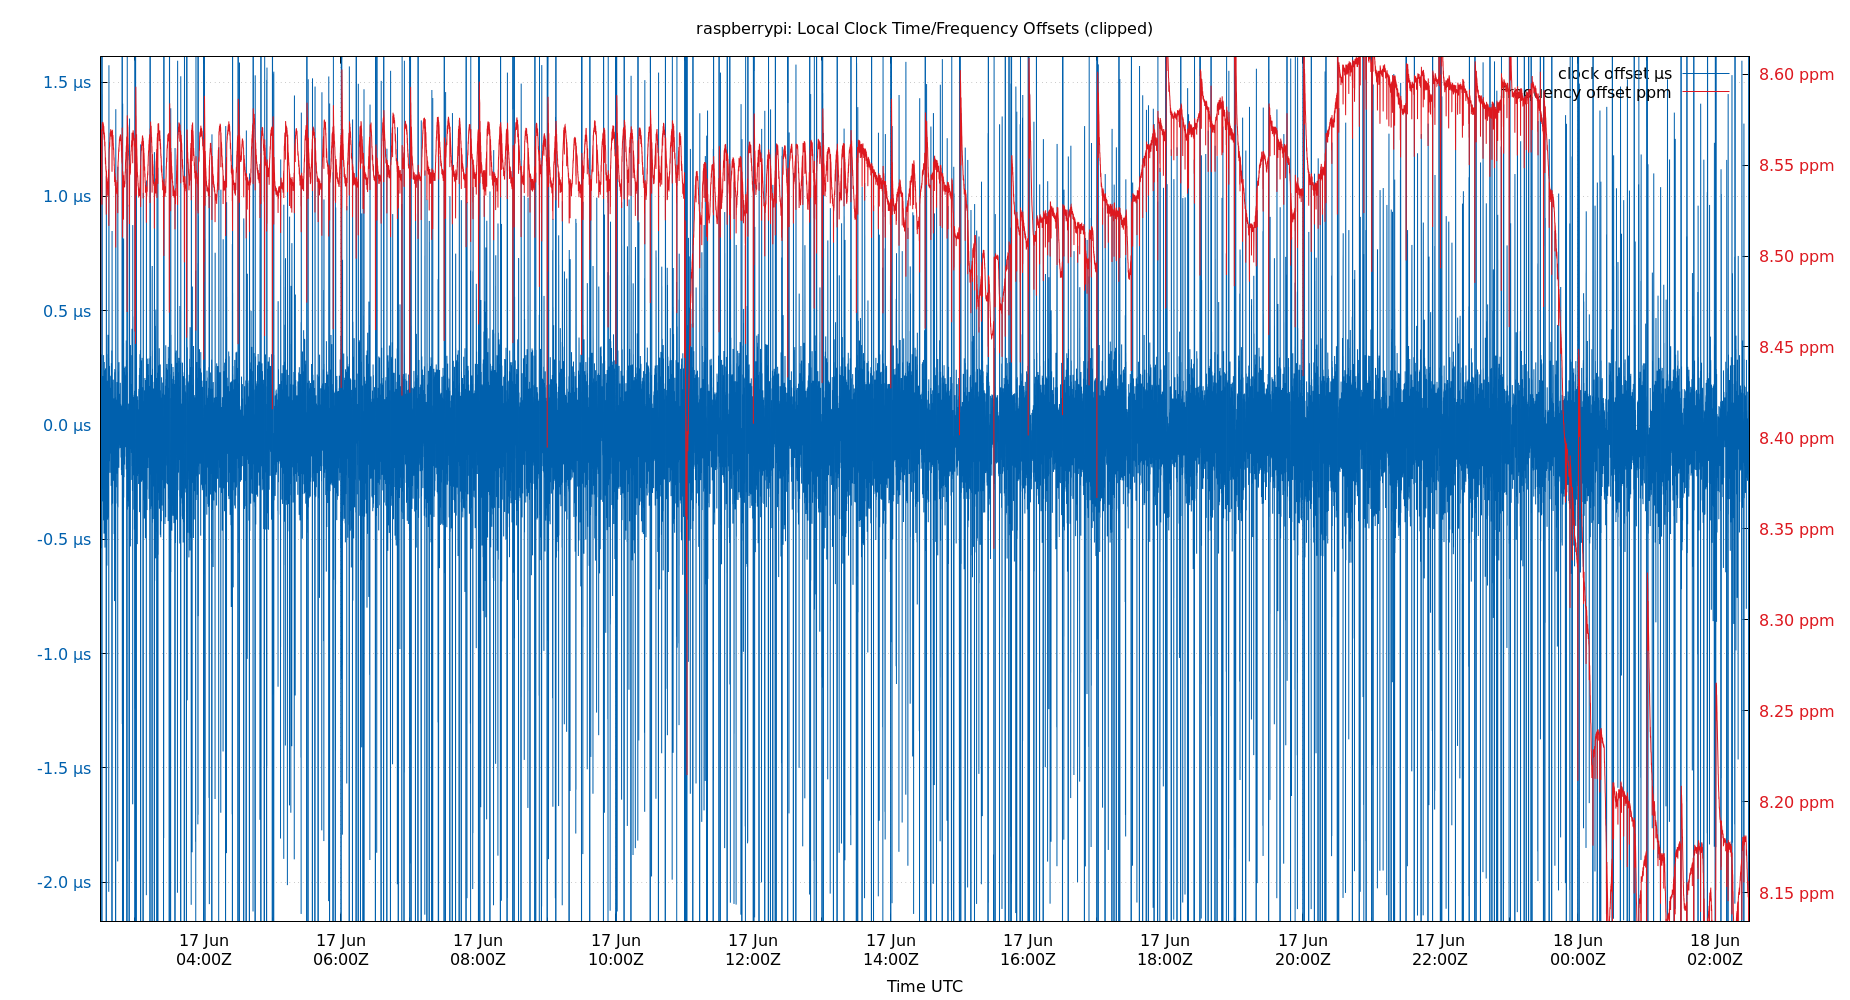 raspberrypi: Local Clock Time/Frequency Offsets (clipped)
clock offset µs
frequency offset ppm
1.5 µs
1.0 µs
0.5 µs
0.0 µs
-0.5 µs
-1.0 µs
-1.5 µs
-2.0 µs
8.60 ppm
8.55 ppm
8.50 ppm
8.45 ppm
8.40 ppm
8.35 ppm
8.30 ppm
8.25 ppm
8.20 ppm
8.15 ppm
17 Jun 17 Jun 17 Jun 17 Jun 17 Jun 17 Jun 17 Jun 17 Jun 17 Jun 17 Jun 18 Jun 18 Jun
04:00Z 06:00Z 08:00Z 10:00Z 12:00Z 14:00Z 16:00Z 18:00Z 20:00Z 22:00Z 00:00Z 02:00Z
Time UTC